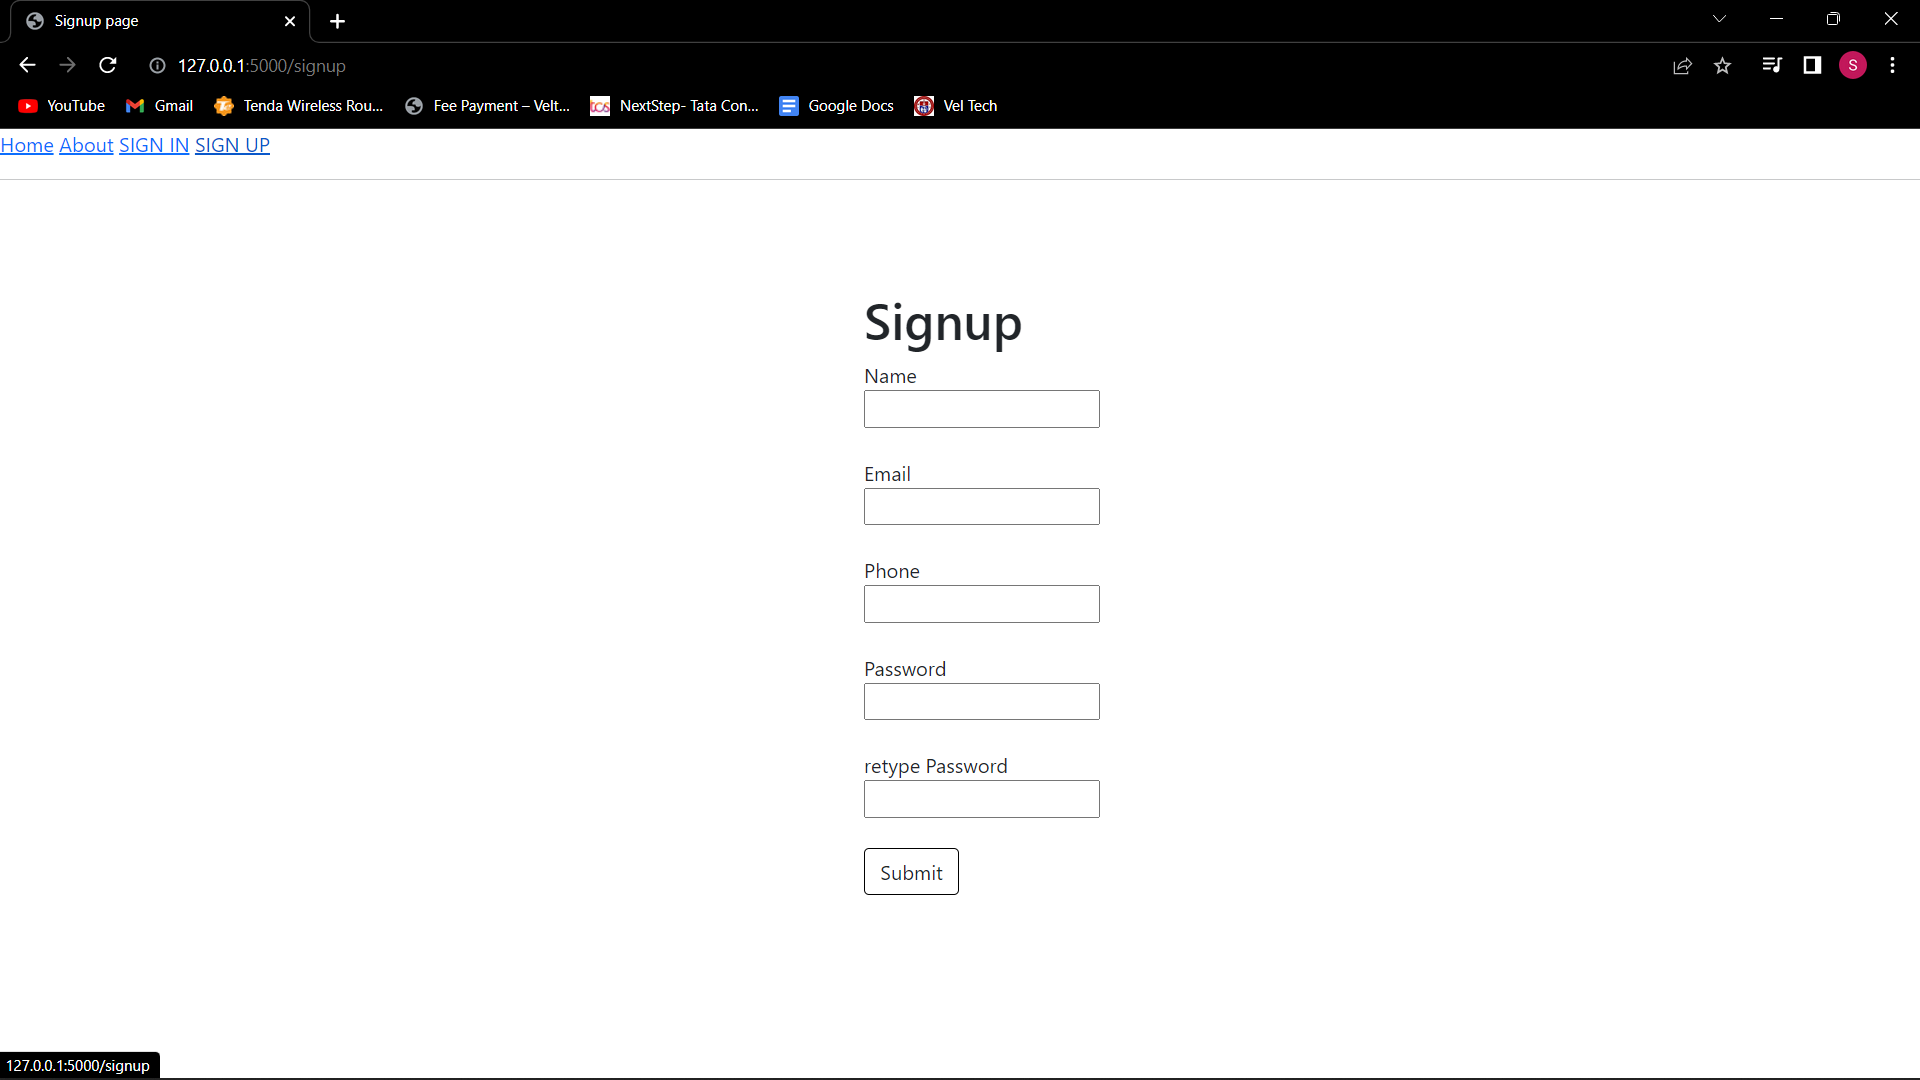 Signup page
127.0.0.1:5000/signup
S
YouTube Gmail Tenda Wireless Rou... Fee Payment – Velt... tcs NextStep- Tata Con... Google Docs Vel Tech
Home About SIGN IN SIGN UP
Signup
Name
Email
Phone
Password
retype Password
Submit
127.0.0.1:5000/signup